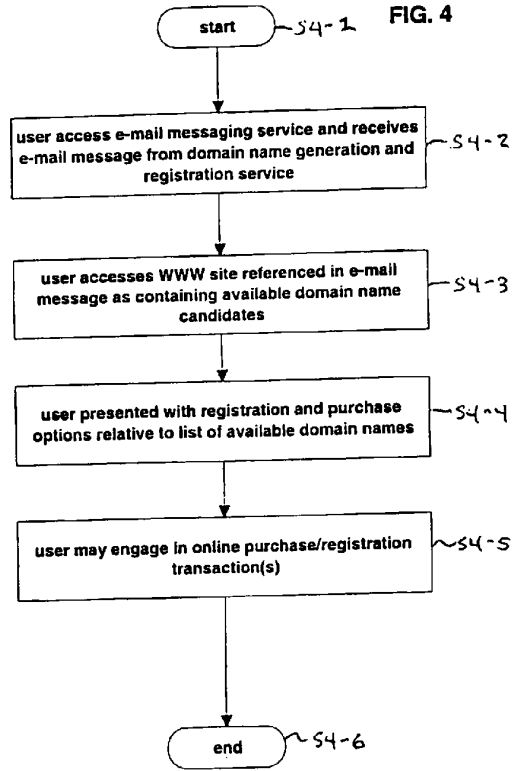 FIG. 4
start
S4-1
user access e-mail messaging service and receives
e-mail message from domain name generation and
registration service
S4-2
user accesses WWW site referenced in e-mail
message as containing available domain name
candidates
S4-3
user presented with registration and purchase
options relative to list of available domain names
S4-4
user may engage in online purchase/registration
transaction(s)
S4-5
end
S4-6